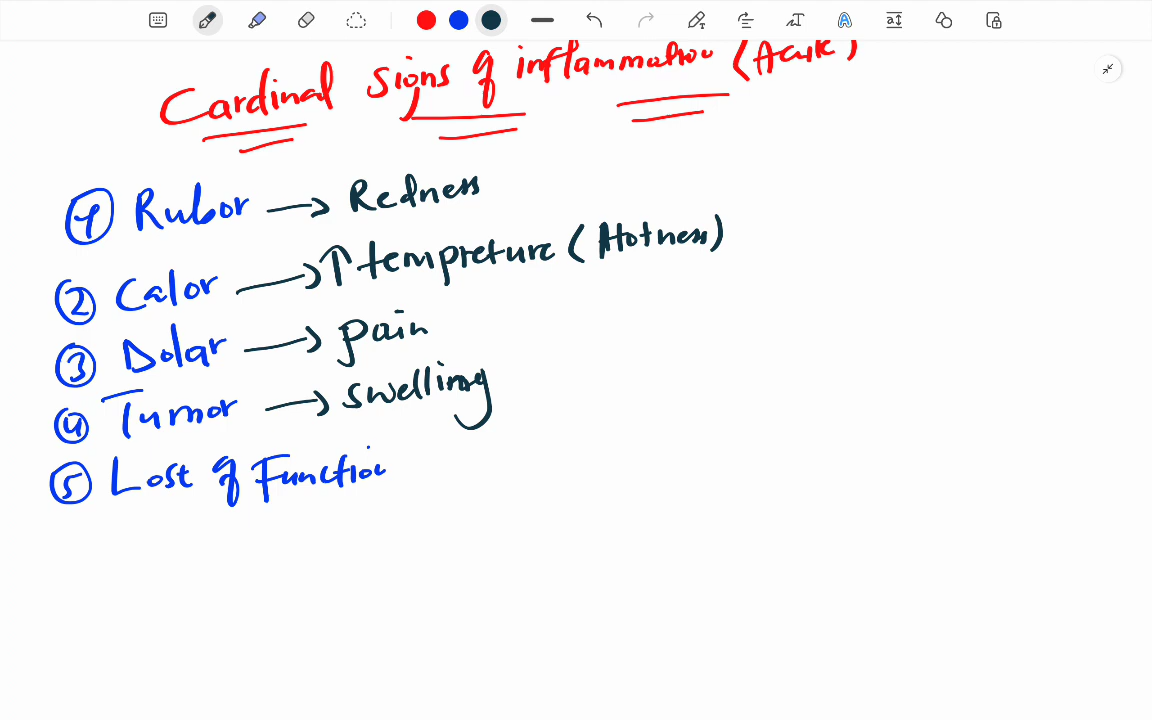 Cardinal signs of inflammation (Acute)
1 Rubor → Redness
2 Calor → ↑ tempreture (Hotness)
3 Dolar → pain
4 Tumor → swelling
5 Lost of Function